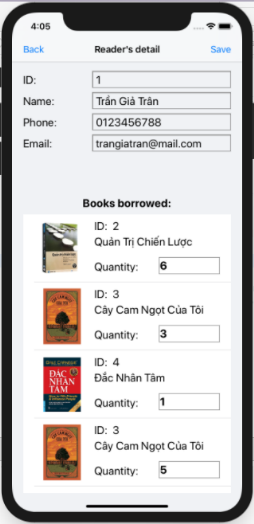 4:05
Back Reader's detail Save
ID: 1
Name: Trần Giả Trân
Phone: 0123456788
Email: trangiatran@mail.com
Books borrowed:
ID: 2
Quản Trị Chiến Lược
Quantity: 6
ID: 3
Cây Cam Ngọt Của Tôi
Quantity: 3
ĐẮC
NHÂN
TÂM
ID: 4
Đắc Nhân Tâm
Quantity: 1
ID: 3
Cây Cam Ngọt Của Tôi
Quantity: 5